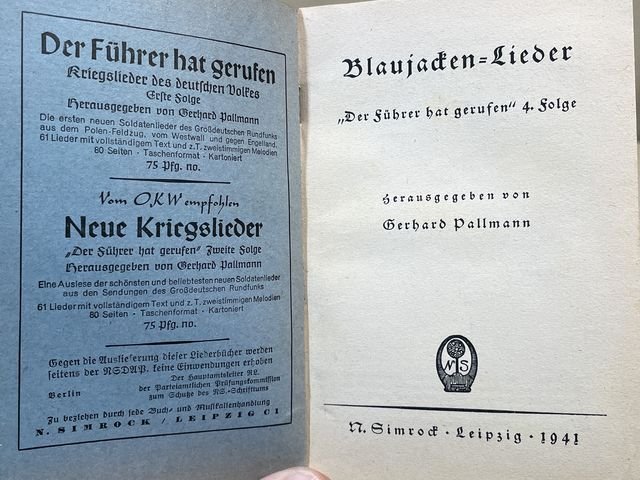 Der Führer hat gerufen
Kriegslieder des deutschen Volkes
Erste Folge
Herausgegeben von Gerhard Pallmann
Die ersten neuen Soldatenlieder des Großdeutschen Rundfunks
aus dem Polen-Feldzug, vom Westwall und gegen Engelland.
61 Lieder mit vollständigem Text und z.T. zweistimmigen Melodien
80 Seiten · Taschenformat · Kartoniert
75 Pfg. no.
Vom OKW empfohlen
Neue Kriegslieder
„Der Führer hat gerufen“ Zweite Folge
Herausgegeben von Gerhard Pallmann
Eine Auslese der schönsten und beliebtesten neuen Soldatenlieder
aus den Sendungen des Großdeutschen Rundfunks
61 Lieder mit vollständigem Text und z.T. zweistimmigen Melodien
80 Seiten · Taschenformat · Kartoniert
75 Pfg. no.
Gegen die Auslieferung dieser Liederbücher werden
seitens der NSDAP. keine Einwendungen erhoben
Der Hauptamtsleiter RL.
Berlin der Parteiamtlichen Prüfungskommission
zum Schutze des NS.-Schrifttums
Zu beziehen durch jede Buch- und Musikalienhandlung
N. SIMROCK / LEIPZIG C1
Blaujacken-Lieder
„Der Führer hat gerufen“ 4. Folge
Herausgegeben von
Gerhard Pallmann
N S
N. Simrock · Leipzig · 1941